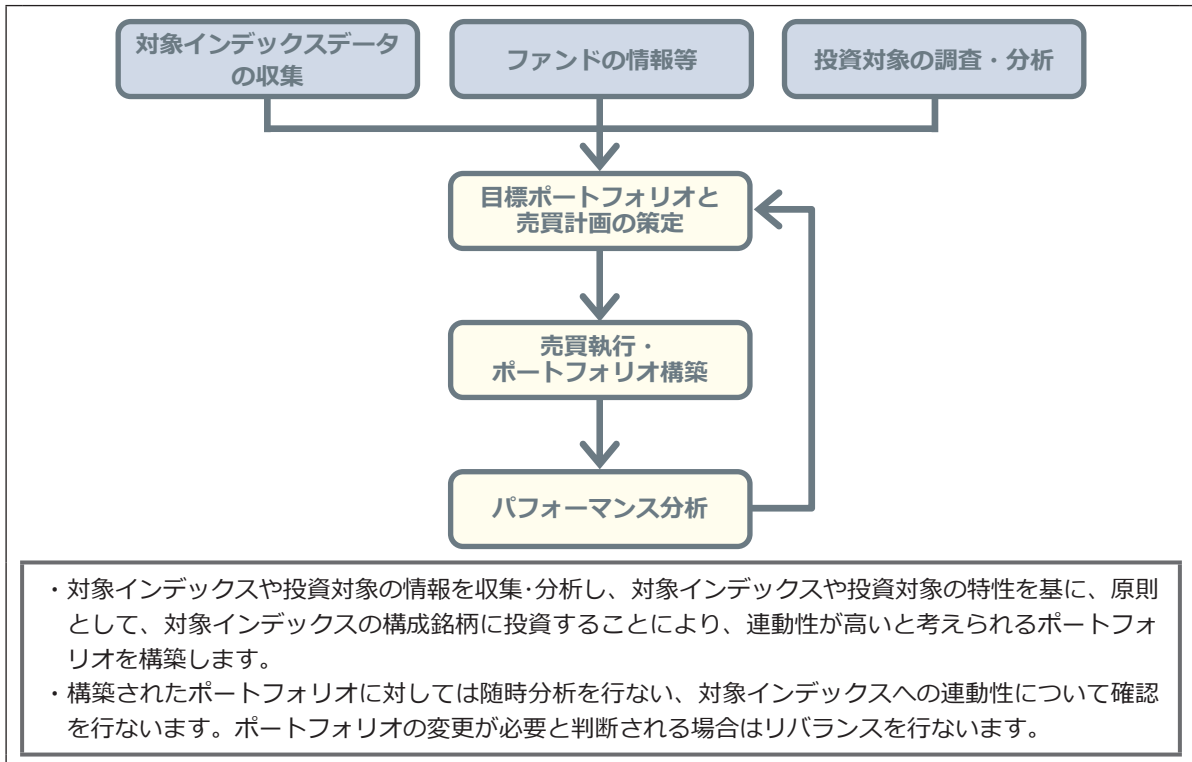 対象インデックスデータ
の収集
ファンドの情報等
投資対象の調査・分析
目標ポートフォリオと
売買計画の策定
売買執行・
ポートフォリオ構築
パフォーマンス分析
・対象インデックスや投資対象の情報を収集･分析し、対象インデックスや投資対象の特性を基に、原則
として、対象インデックスの構成銘柄に投資することにより、連動性が高いと考えられるポートフォ
リオを構築します。
・構築されたポートフォリオに対しては随時分析を行ない、対象インデックスへの連動性について確認
を行ないます。ポートフォリオの変更が必要と判断される場合はリバランスを行ないます。